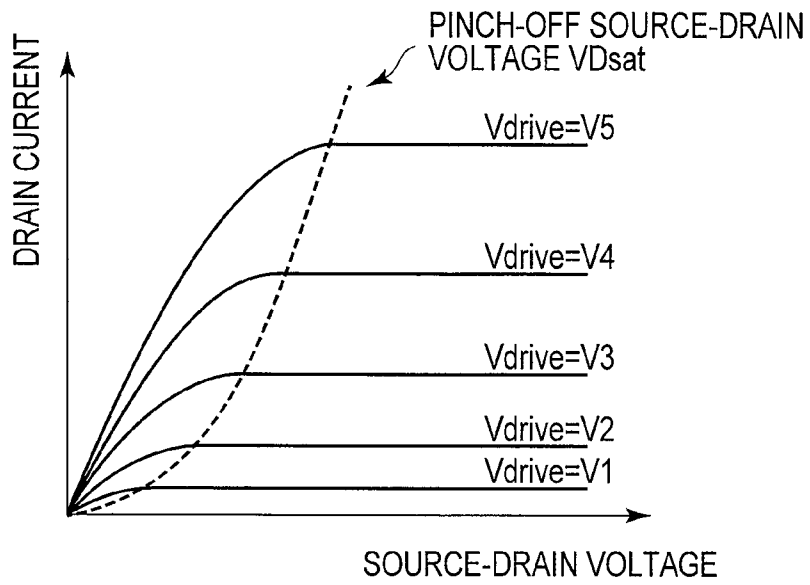 PINCH-OFF SOURCE-DRAIN
VOLTAGE VDsat
DRAIN CURRENT
Vdrive=V5
Vdrive=V4
Vdrive=V3
Vdrive=V2
Vdrive=V1
SOURCE-DRAIN VOLTAGE